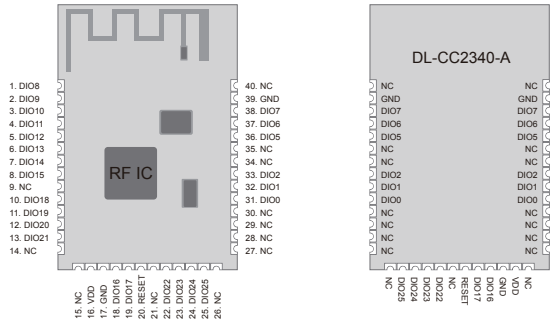 1. DIO8
2. DIO9
3. DIO10
4. DIO11
5. DIO12
6. DIO13
7. DIO14
8. DIO15
9. NC
10. DIO18
11. DIO19
12. DIO20
13. DIO21
14. NC
RF IC
40. NC
39. GND
38. DIO7
37. DIO6
36. DIO5
35. NC
34. NC
33. DIO2
32. DIO1
31. DIO0
30. NC
29. NC
28. NC
27. NC
15. NC
16. VDD
17. GND
18. DIO16
19. DIO17
20. RESET
21. NC
22. DIO22
23. DIO23
24. DIO24
25. DIO25
26. NC
DL-CC2340-A
NC NC
GND GND
DIO7 DIO7
DIO6 DIO6
DIO5 DIO5
NC NC
NC NC
DIO2 DIO2
DIO1 DIO1
DIO0 DIO0
NC NC
NC NC
NC NC
NC NC
NC
DIO25
DIO24
DIO23
DIO22
NC
RESET
DIO17
DIO16
GND
VDD
NC